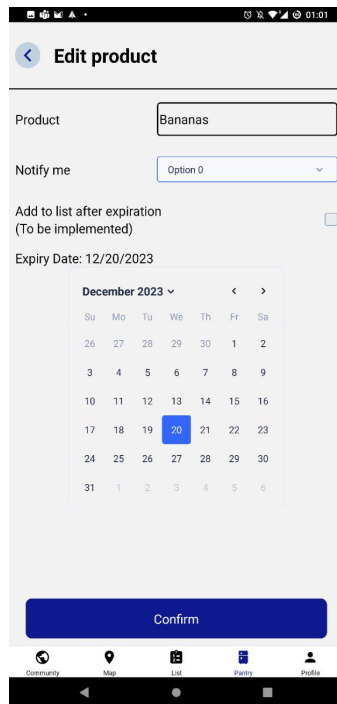 01:01
Edit product
Product
Bananas
Notify me
Option 0
Add to list after expiration
(To be implemented)
Expiry Date: 12/20/2023
December 2023
Su Mo Tu We Th Fr Sa
26 27 28 29 30 1 2
3 4 5 6 7 8 9
10 11 12 13 14 15 16
17 18 19 20 21 22 23
24 25 26 27 28 29 30
31 1 2 3 4 5 6
Confirm
Community Map List Pantry Profile